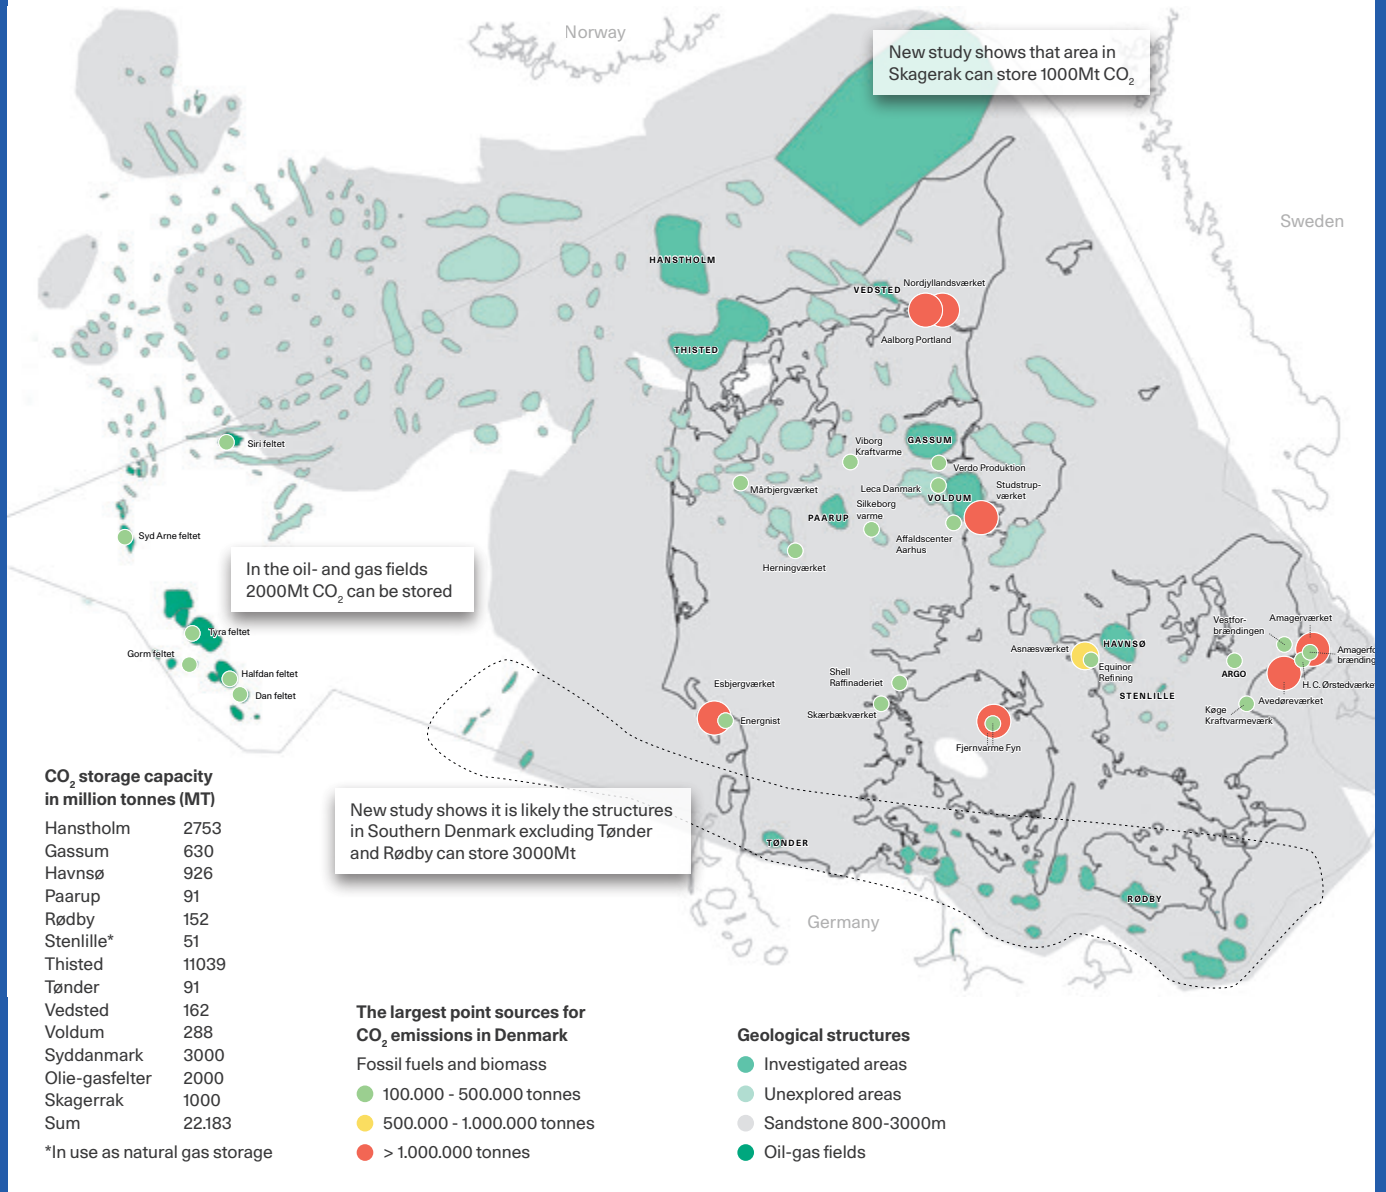 Norway
New study shows that area in
Skagerak can store 1000Mt CO2
Sweden
HANSTHOLM
VEDSTED
Nordjyllandsværket
Aalborg Portland
THISTED
Siri feltet
GASSUM
Viborg
Kraftvarme
Verdo Produktion
Mårbjergværket
Leca Danmark
VOLDUM
Studstrup-
værket
PAARUP
Silkeborg
varme
Affaldscenter
Aarhus
Herningværket
Syd Arne feltet
In the oil- and gas fields
2000Mt CO2 can be stored
Tyra feltet
Gorm feltet
Halfdan feltet
Dan feltet
Vestfor-
brændingen
Amagerværket
Asnæsværket
HAVNSØ
Equinor
Refining
Amagerfo
brænding
ARGO
H.C. Ørstedværket
STENLILLE
Avedøreværket
Køge
Kraftvarmeværk
Shell
Raffinaderiet
Esbjergværket
Skærbækværket
Energnist
Fjernvarme Fyn
New study shows it is likely the structures
in Southern Denmark excluding Tønder
and Rødby can store 3000Mt
TØNDER
RØDBY
Germany
CO2 storage capacity
in million tonnes (MT)
Hanstholm 2753
Gassum 630
Havnsø 926
Paarup 91
Rødby 152
Stenlille* 51
Thisted 11039
Tønder 91
Vedsted 162
Voldum 288
Syddanmark 3000
Olie-gasfelter 2000
Skagerrak 1000
Sum 22.183
*In use as natural gas storage
The largest point sources for
CO2 emissions in Denmark
Fossil fuels and biomass
100.000 - 500.000 tonnes
500.000 - 1.000.000 tonnes
> 1.000.000 tonnes
Geological structures
Investigated areas
Unexplored areas
Sandstone 800-3000m
Oil-gas fields